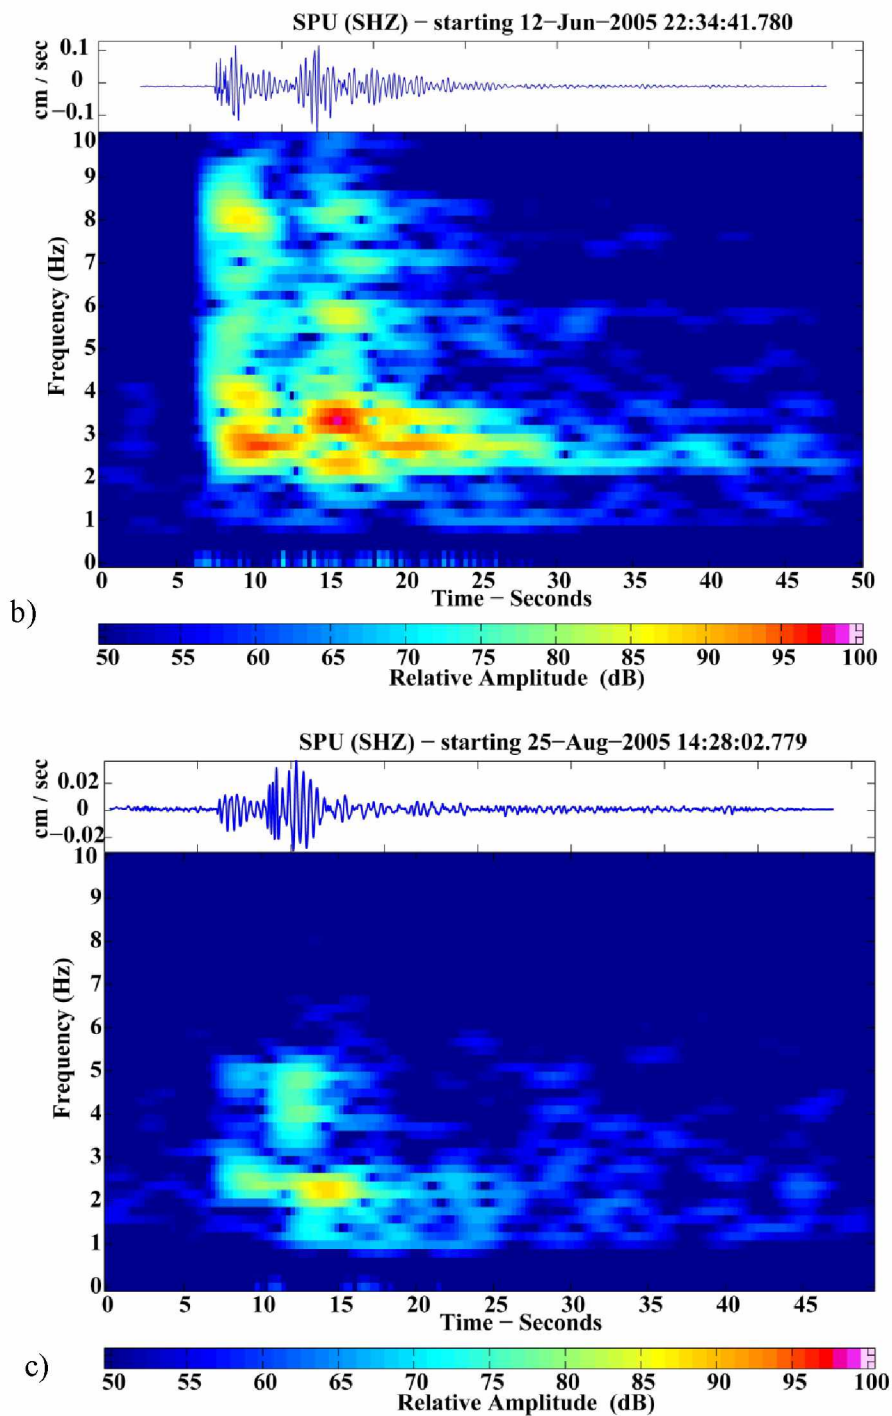 SPU (SHZ) − starting 12−Jun−2005 22:34:41.780
0.1
0
−0.1
cm / sec
10
9
8
7
6
5
4
3
2
1
0
Frequency (Hz)
0 5 10 15 20 25 30 35 40 45 50
Time − Seconds
b)
50 55 60 65 70 75 80 85 90 95 100
Relative Amplitude (dB)
SPU (SHZ) − starting 25−Aug−2005 14:28:02.779
0.02
0
−0.02
cm / sec
10
9
8
7
6
5
4
3
2
1
0
Frequency (Hz)
0 5 10 15 20 25 30 35 40 45
Time − Seconds
c)
50 55 60 65 70 75 80 85 90 95 100
Relative Amplitude (dB)